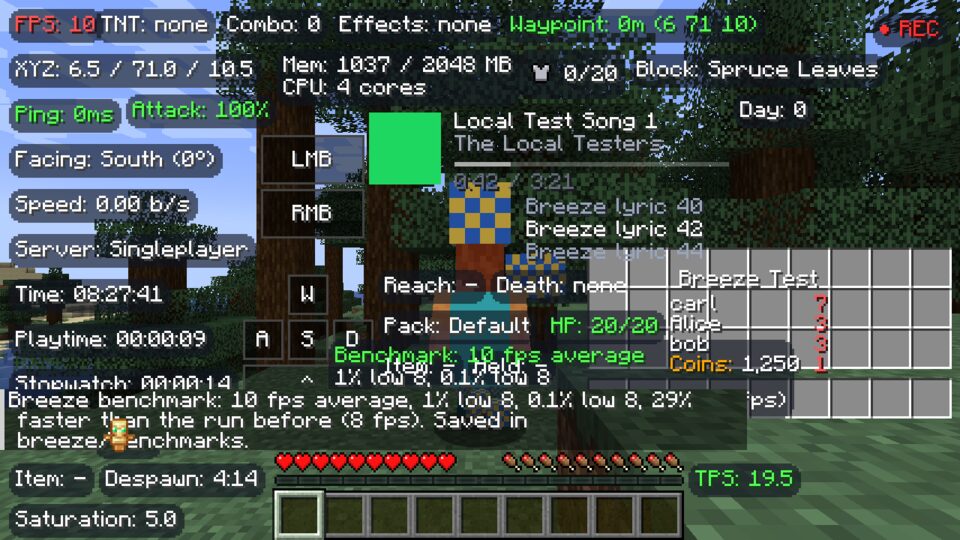 FPS: 10 TNT: none Combo: 0 Effects: none Waypoint: 0m (6 71 10) REC
XYZ: 6.5 / 71.0 / 10.5
Mem: 1037 / 2048 MB
CPU: 4 cores
0/20
Block: Spruce Leaves
Ping: 0ms Attack: 100%
Day: 0
Local Test Song 1
The Local Testers
0:42 / 3:21
Facing: South (0°)
LMB
RMB
Speed: 0.00 b/s
Breeze lyric 40
Breeze lyric 42
Breeze lyric 44
Server: Singleplayer
Reach: - Death: none
Breeze Test
carl 7
Alice 3
bob 3
Coins: 1,250 1
Time: 08:27:41
W
Playtime: 00:00:09
A S D
Pack: Default HP: 20/20
Benchmark: 10 fps average
1% low 8, 0.1% low 8
Stopwatch: 00:00:14
Breeze benchmark: 10 fps average, 1% low 8, 0.1% low 8, 29%
faster than the run before (8 fps). Saved in
breeze/benchmarks.
fps)
Item: - Despawn: 4:14
TPS: 19.5
Saturation: 5.0